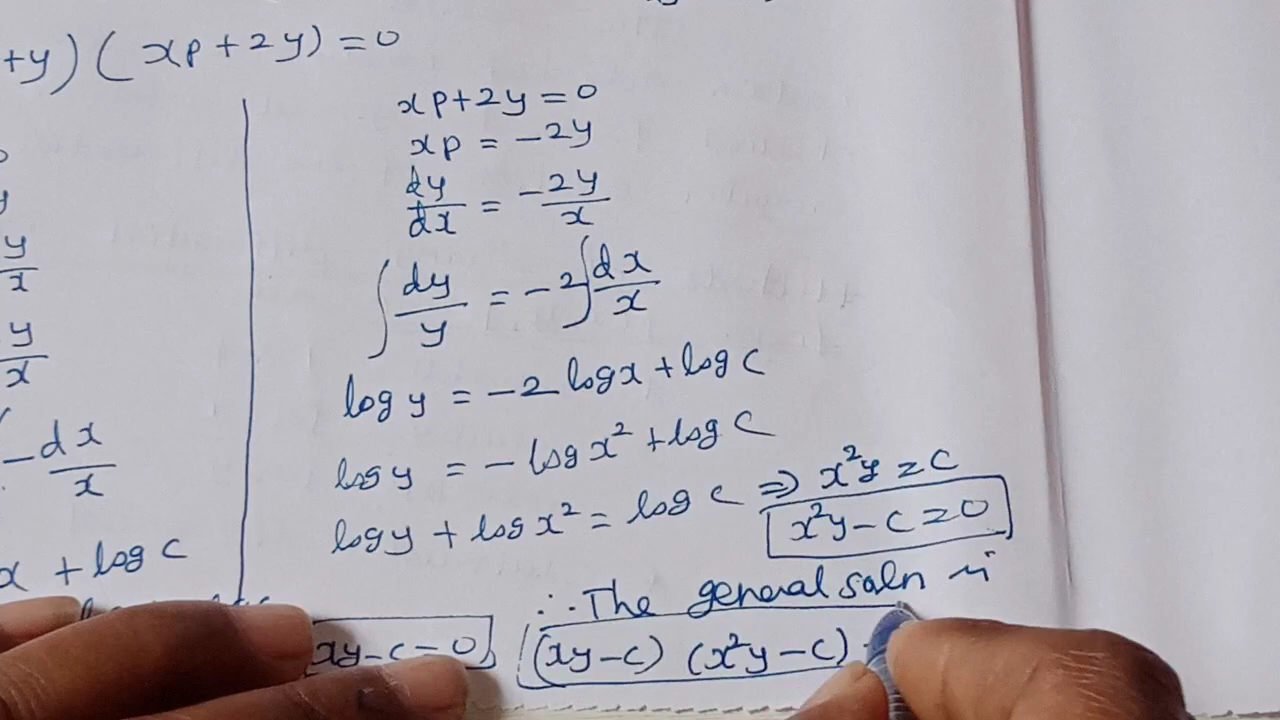 +y) (xp+2y) = 0
y
y/x
y/x
-dx/x
x + log c
xy-c=0
xp+2y=0
xp = -2y
dy/dx = -2y/x
∫dy/y = -2∫dx/x
log y = -2 log x + log c
log y = - log x² + log c
log y + log x² = log c ⇒ x²y = c
x²y - c = 0
∴ The general soln is
(xy-c) (x²y-c)